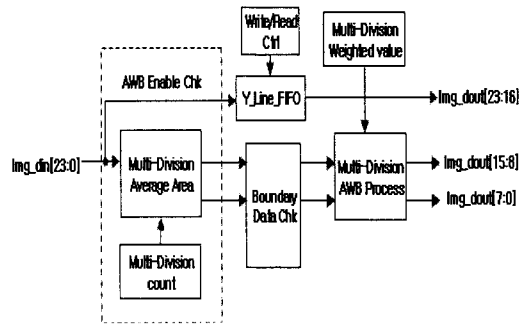 Write/Read
Ctrl
Multi-Division
Weighted value
AWB Enable Chk
Y_Line_FIFO
Img_dout[23:16]
Img_din[23:0]
Multi-Division
Average Area
Boundary
Data Chk
Multi-Division
AWB Process
Img_dout[15:8]
Img_dout[7:0]
Multi-Division
count